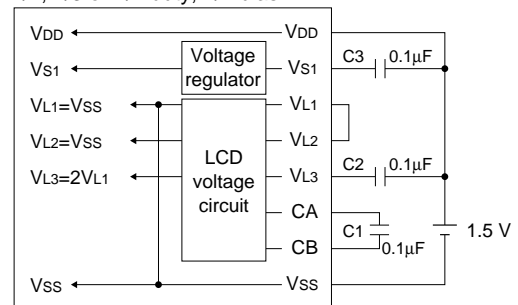 VDD
VDD
VS1
Voltage
regulator
VS1
C3
0.1µF
VL1=VSS
VL1
VL2=VSS
VL2
VL3=2VL1
LCD
voltage
circuit
VL3
C2
0.1µF
CA
C1
0.1µF
CB
1.5 V
VSS
VSS